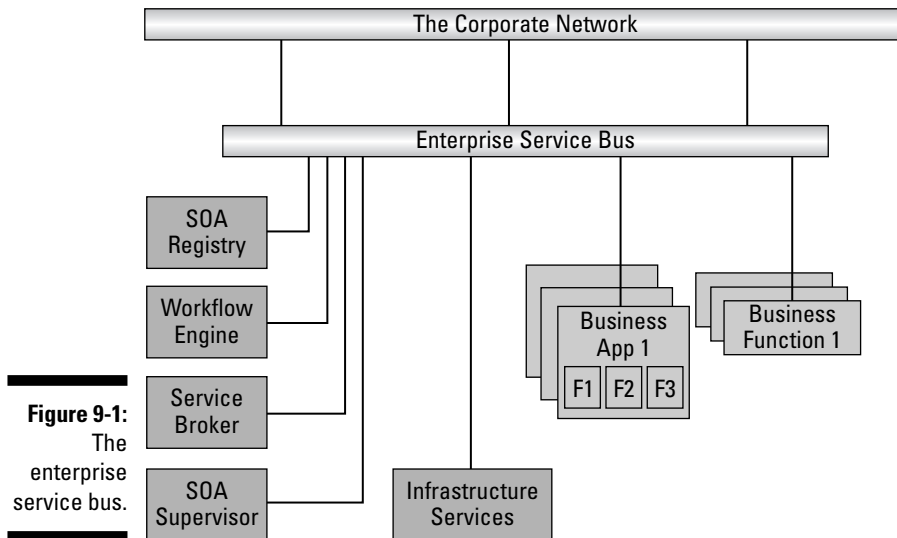 The Corporate Network
Enterprise Service Bus
SOA
Registry
Workflow
Engine
Service
Broker
SOA
Supervisor
Infrastructure
Services
Business
App 1
F1 F2 F3
Business
Function 1
Figure 9-1:
The
enterprise
service bus.